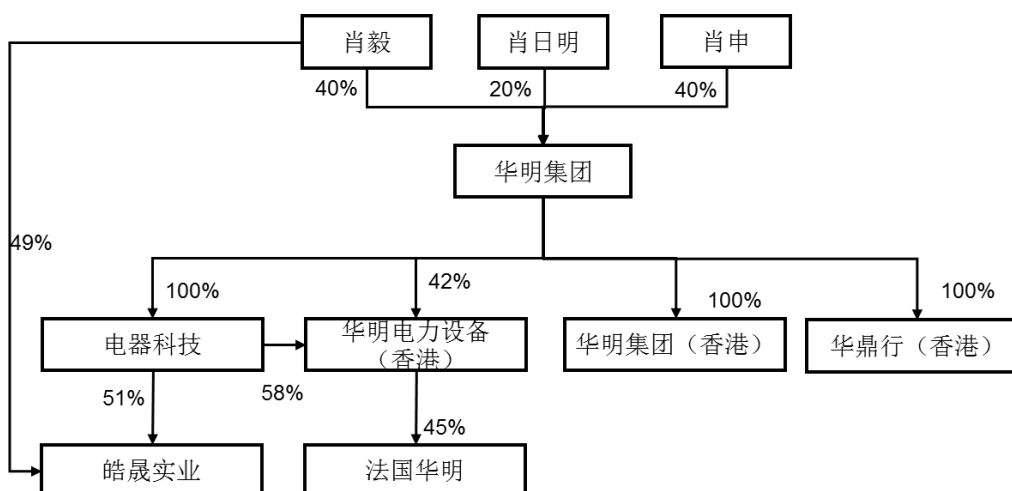 肖毅
肖日明
肖申
40%
20%
40%
华明集团
49%
100%
42%
100%
100%
电器科技
华明电力设备
（香港）
华明集团（香港）
华鼎行（香港）
51%
58%
45%
皓晟实业
法国华明